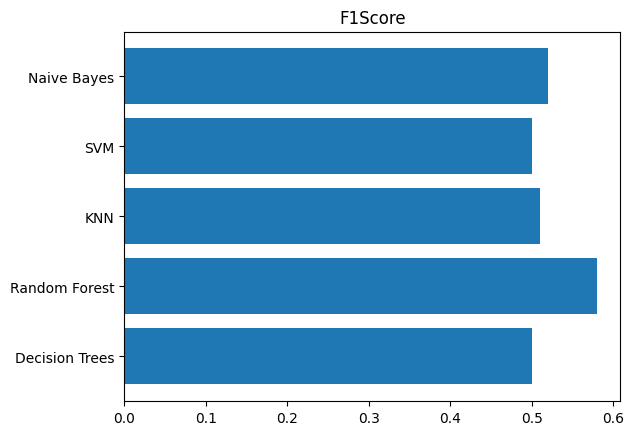 F1Score
Naive Bayes
SVM
KNN
Random Forest
Decision Trees
0.0 0.1 0.2 0.3 0.4 0.5 0.6